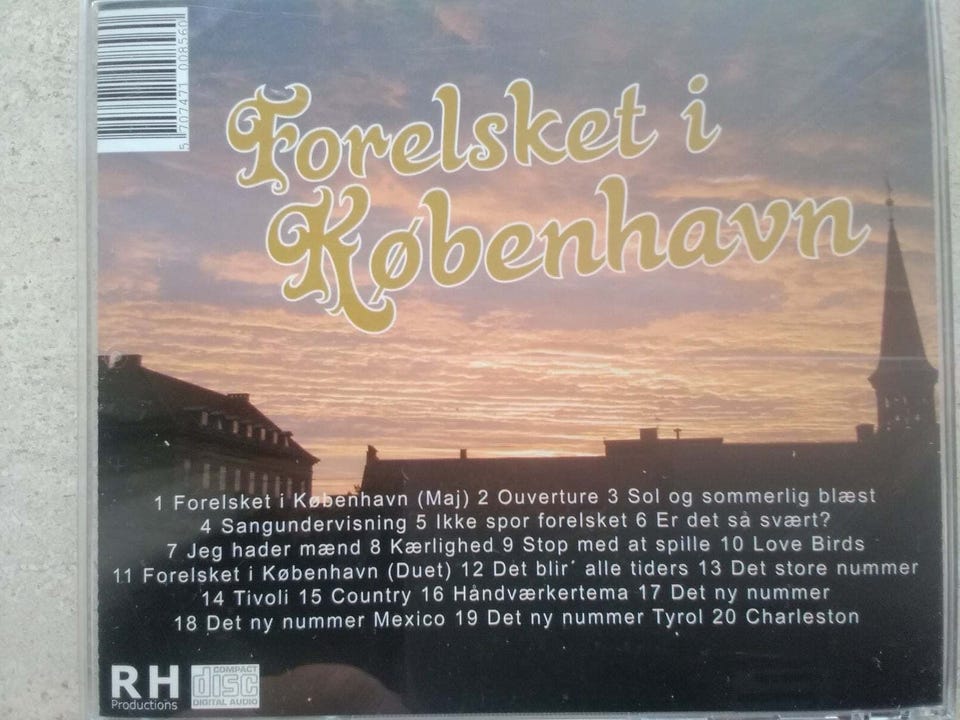 5 707471 008560
Forelsket i
København
1 Forelsket i København (Maj) 2 Ouverture 3 Sol og sommerlig blæst
4 Sangundervisning 5 Ikke spor forelsket 6 Er det så svært?
7 Jeg hader mænd 8 Kærlighed 9 Stop med at spille 10 Love Birds
11 Forelsket i København (Duet) 12 Det blir´ alle tiders 13 Det store nummer
14 Tivoli 15 Country 16 Håndværkertema 17 Det ny nummer
18 Det ny nummer Mexico 19 Det ny nummer Tyrol 20 Charleston
RH
Productions
COMPACT
disc
DIGITAL AUDIO